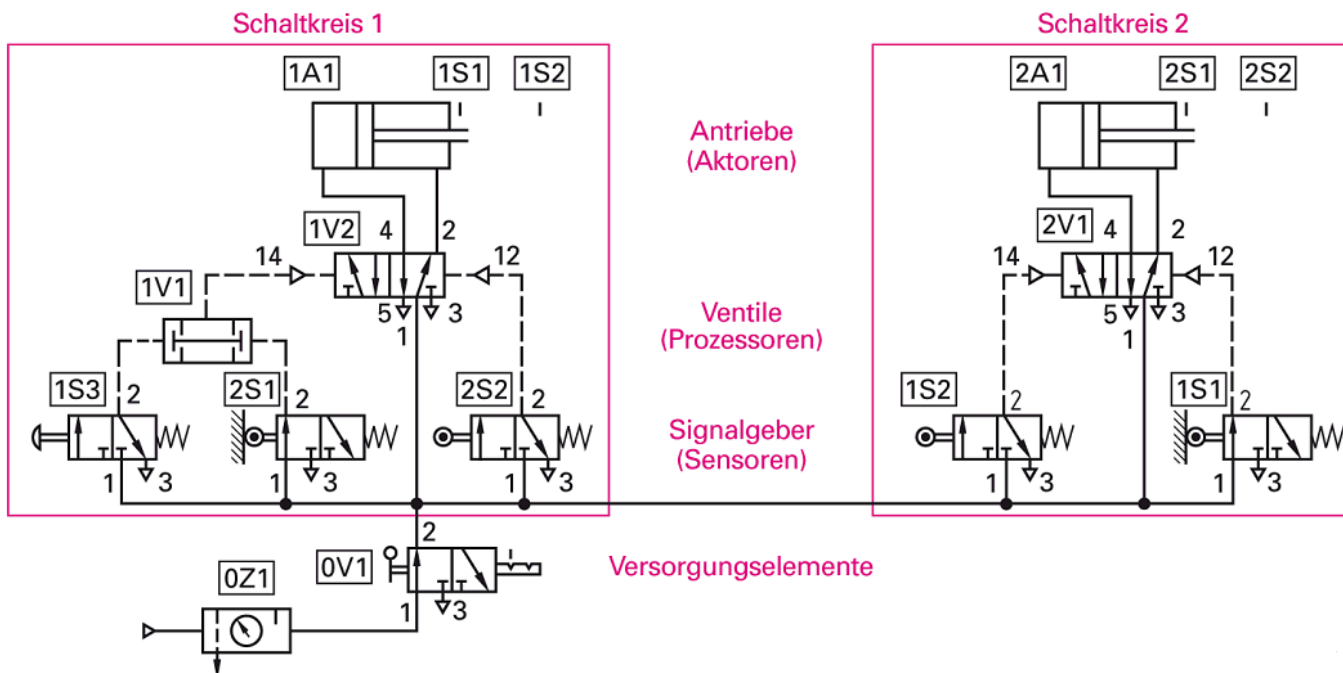 Schaltkreis 1
Schaltkreis 2
1A1
1S1
1S2
2A1
2S1
2S2
Antriebe
(Aktoren)
1V2
4
2
2V1
4
2
14
12
14
12
1V1
5
3
1
5
3
1
Ventile
(Prozessoren)
1S3
2
2S1
2
2S2
2
1S2
2
1S1
2
Signalgeber
(Sensoren)
1
3
1
3
1
3
1
3
1
3
2
0V1
Versorgungselemente
0Z1
1
3